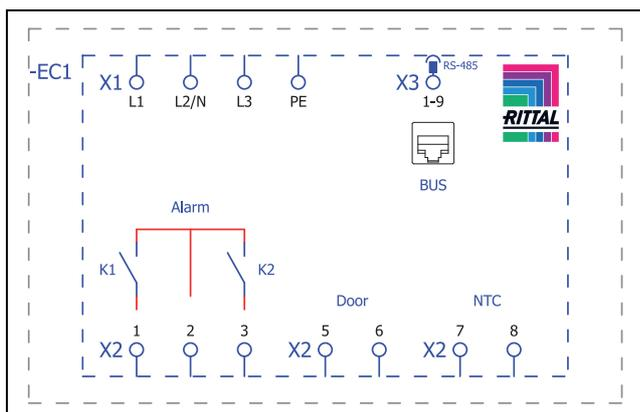 -EC1
X1
L1 L2/N L3 PE
X3
RS-485
1-9
RITTAL
BUS
Alarm
K1 K2
Door NTC
1 2 3 5 6 7 8
X2 X2 X2